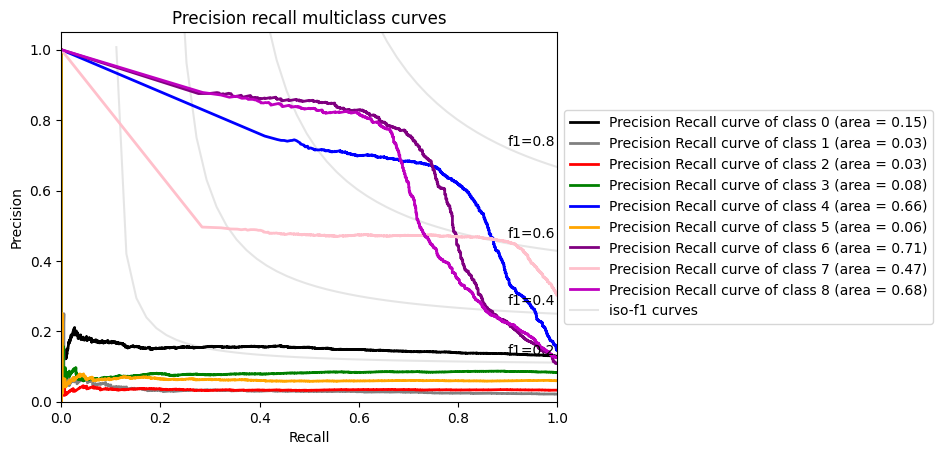 Precision recall multiclass curves
1.0
0.8
0.6
0.4
0.2
0.0
Precision
f1=0.8
f1=0.6
f1=0.4
f1=0.2
0.0 0.2 0.4 0.6 0.8 1.0
Recall
Precision Recall curve of class 0 (area = 0.15)
Precision Recall curve of class 1 (area = 0.03)
Precision Recall curve of class 2 (area = 0.03)
Precision Recall curve of class 3 (area = 0.08)
Precision Recall curve of class 4 (area = 0.66)
Precision Recall curve of class 5 (area = 0.06)
Precision Recall curve of class 6 (area = 0.71)
Precision Recall curve of class 7 (area = 0.47)
Precision Recall curve of class 8 (area = 0.68)
iso-f1 curves